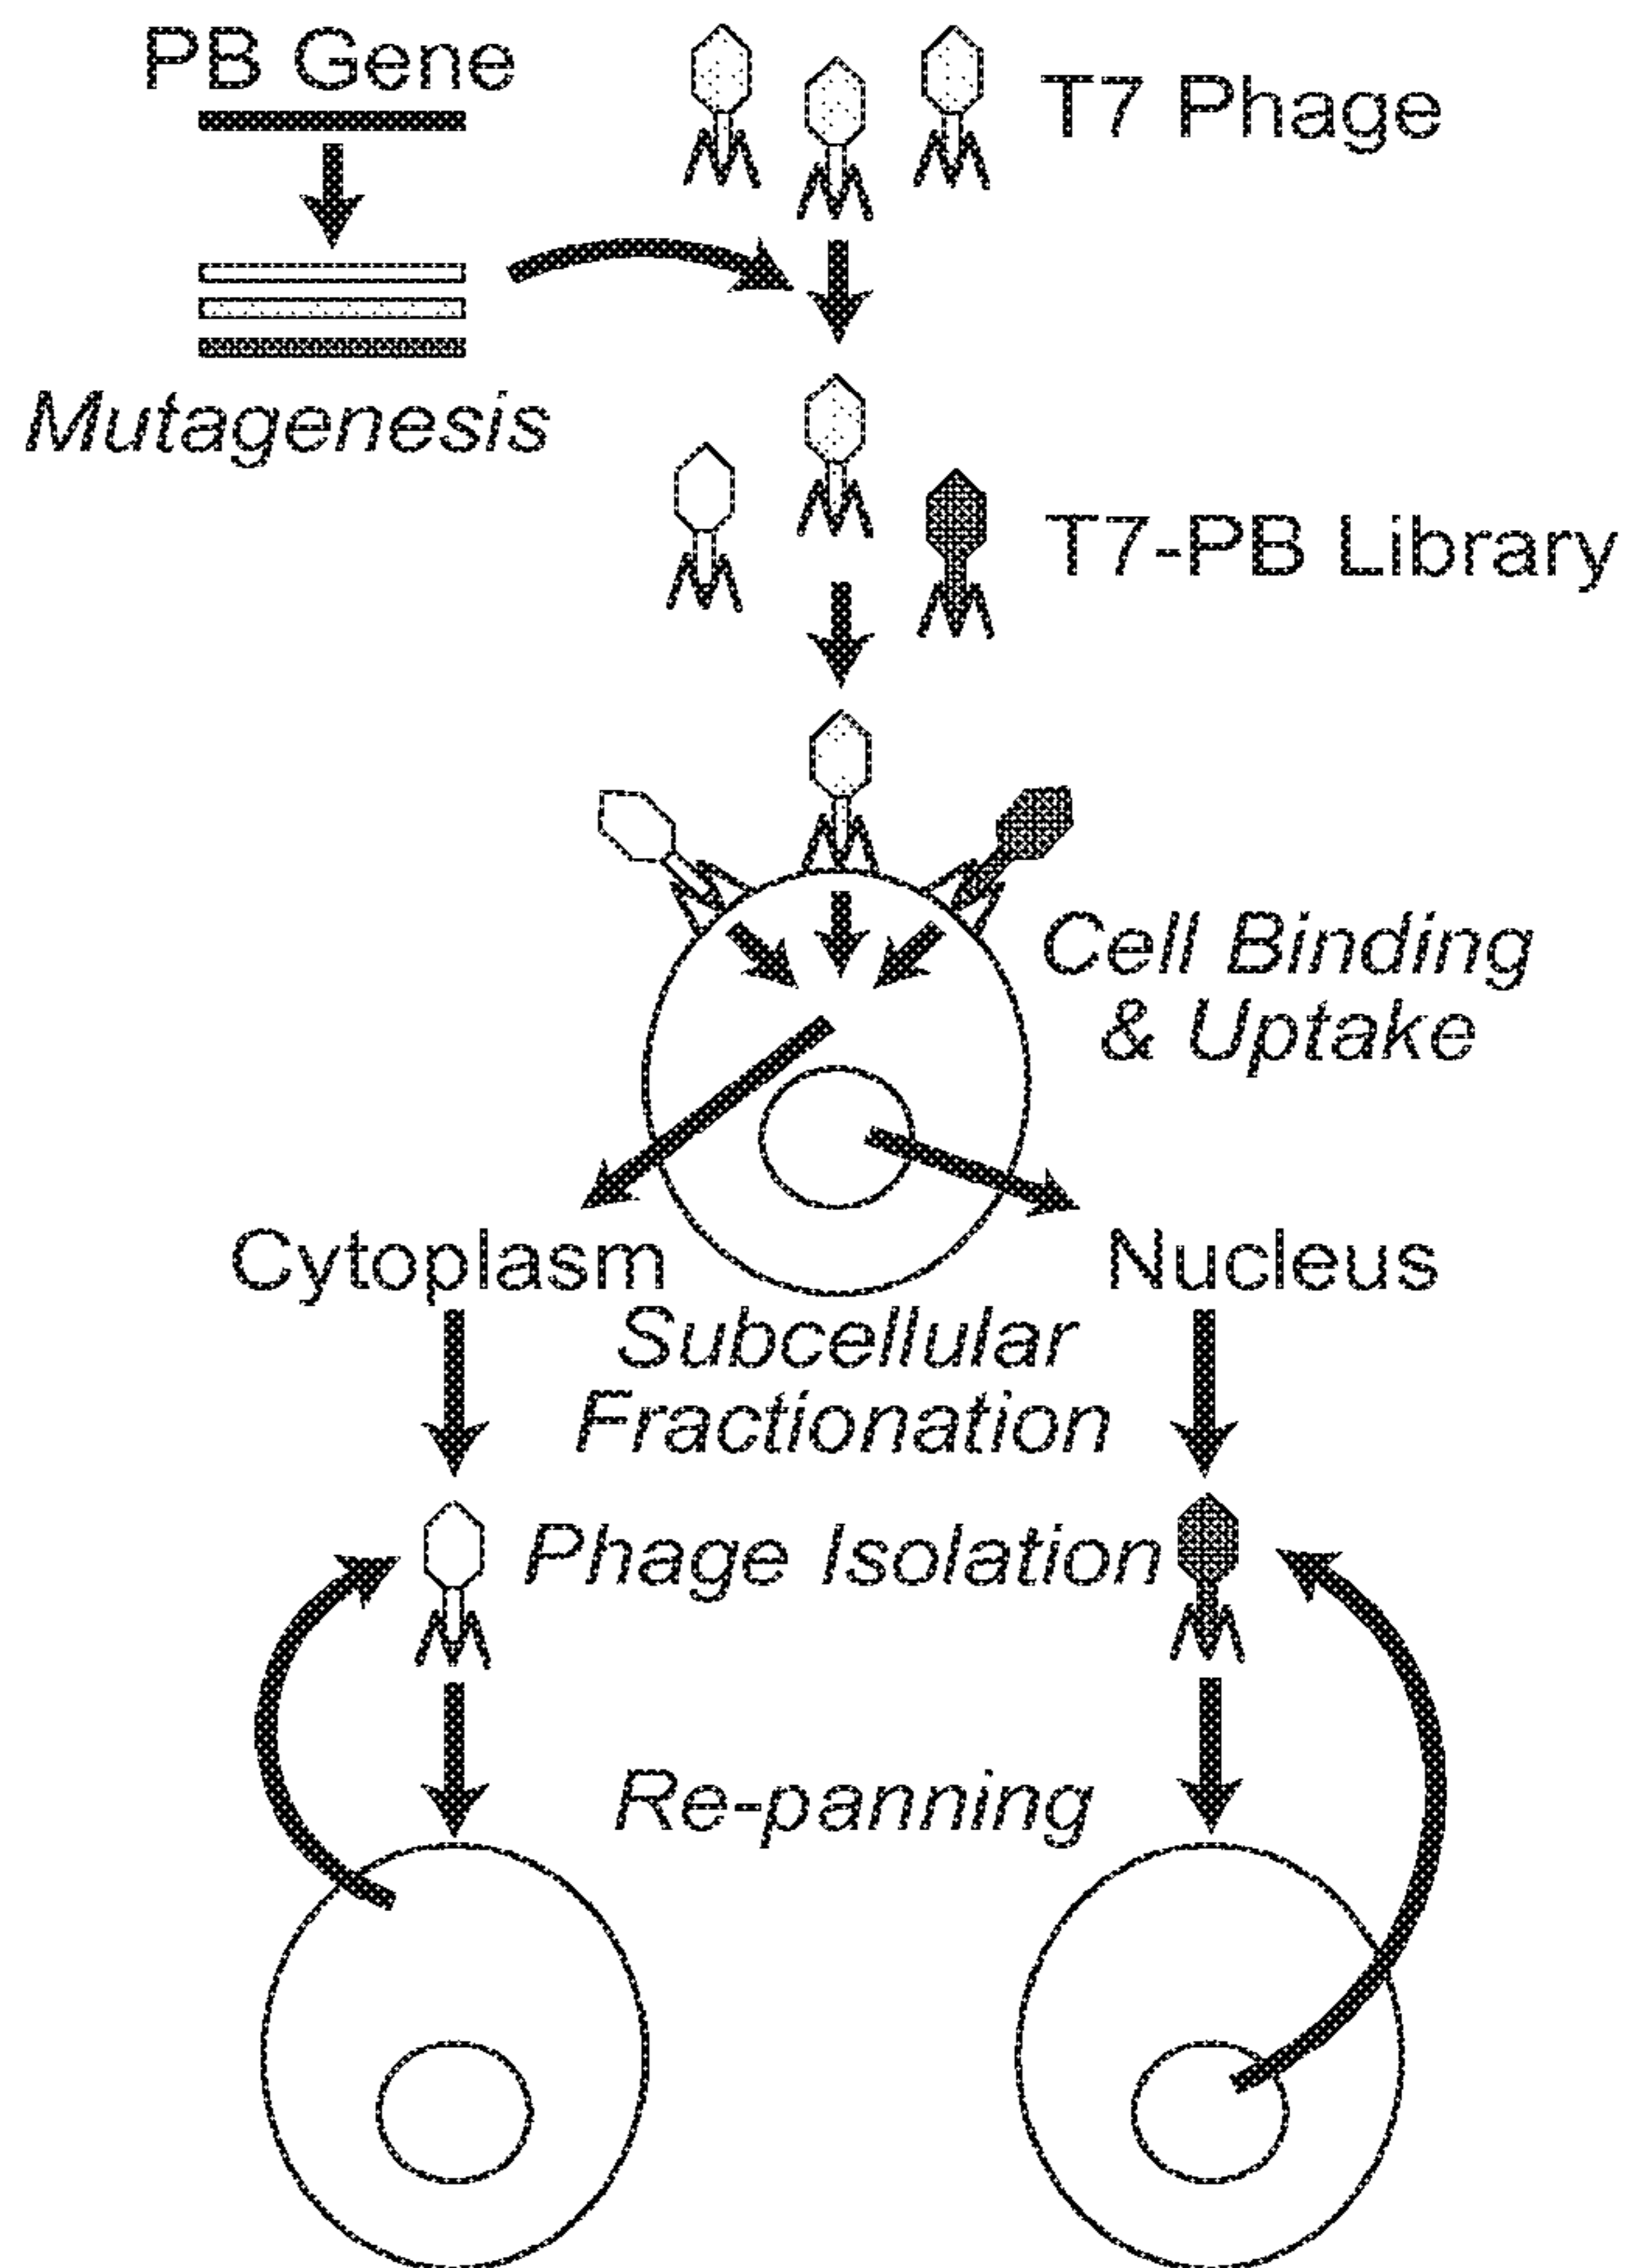 PB Gene
T7 Phage
Mutagenesis
T7-PB Library
Cell Binding
& Uptake
Cytoplasm
Nucleus
Subcellular
Fractionation
Phage Isolation
Re-panning